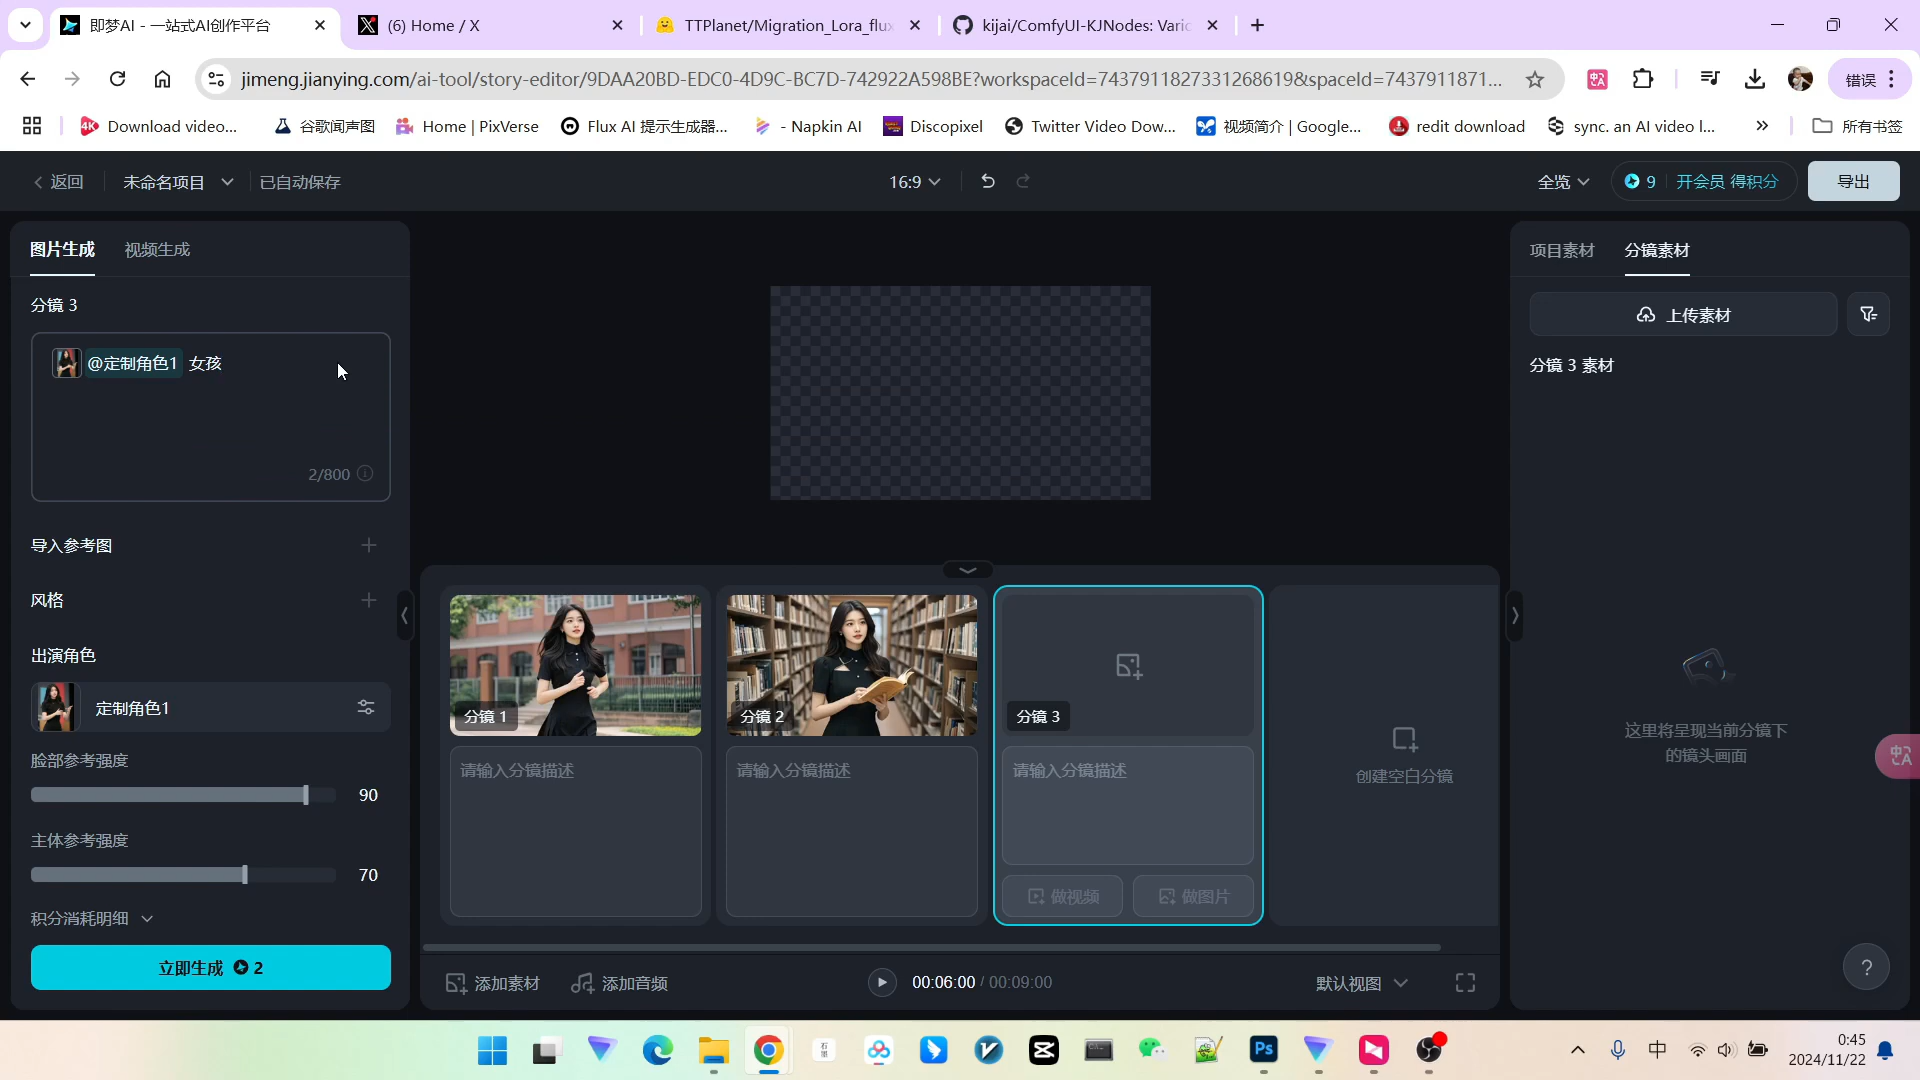 即梦AI - 一站式AI创作平台
(6) Home / X
TTPlanet/Migration_Lora_flux
kijai/ComfyUI-KJNodes: Vario
jimeng.jianying.com/ai-tool/story-editor/9DAA20BD-EDC0-4D9C-BC7D-742922A598BE?workspaceId=7437911827331268619&spaceId=7437911871...
错误
Download video...
谷歌闻声图
Home | PixVerse
Flux AI 提示生成器...
- Napkin AI
Discopixel
Twitter Video Dow...
视频简介 | Google...
redit download
sync. an AI video l...
所有书签
返回
未命名项目
已自动保存
16:9
全览
9
开会员 得积分
导出
图片生成
视频生成
分镜 3
@定制角色1 女孩
2/800
导入参考图
风格
出演角色
定制角色1
脸部参考强度
90
主体参考强度
70
积分消耗明细
立即生成 2
分镜 1
请输入分镜描述
分镜 2
请输入分镜描述
分镜 3
请输入分镜描述
做视频
做图片
创建空白分镜
添加素材
添加音频
00:06:00 / 00:09:00
默认视图
项目素材
分镜素材
上传素材
分镜 3 素材
这里将呈现当前分镜下
的镜头画面
?
中
0:45
2024/11/22